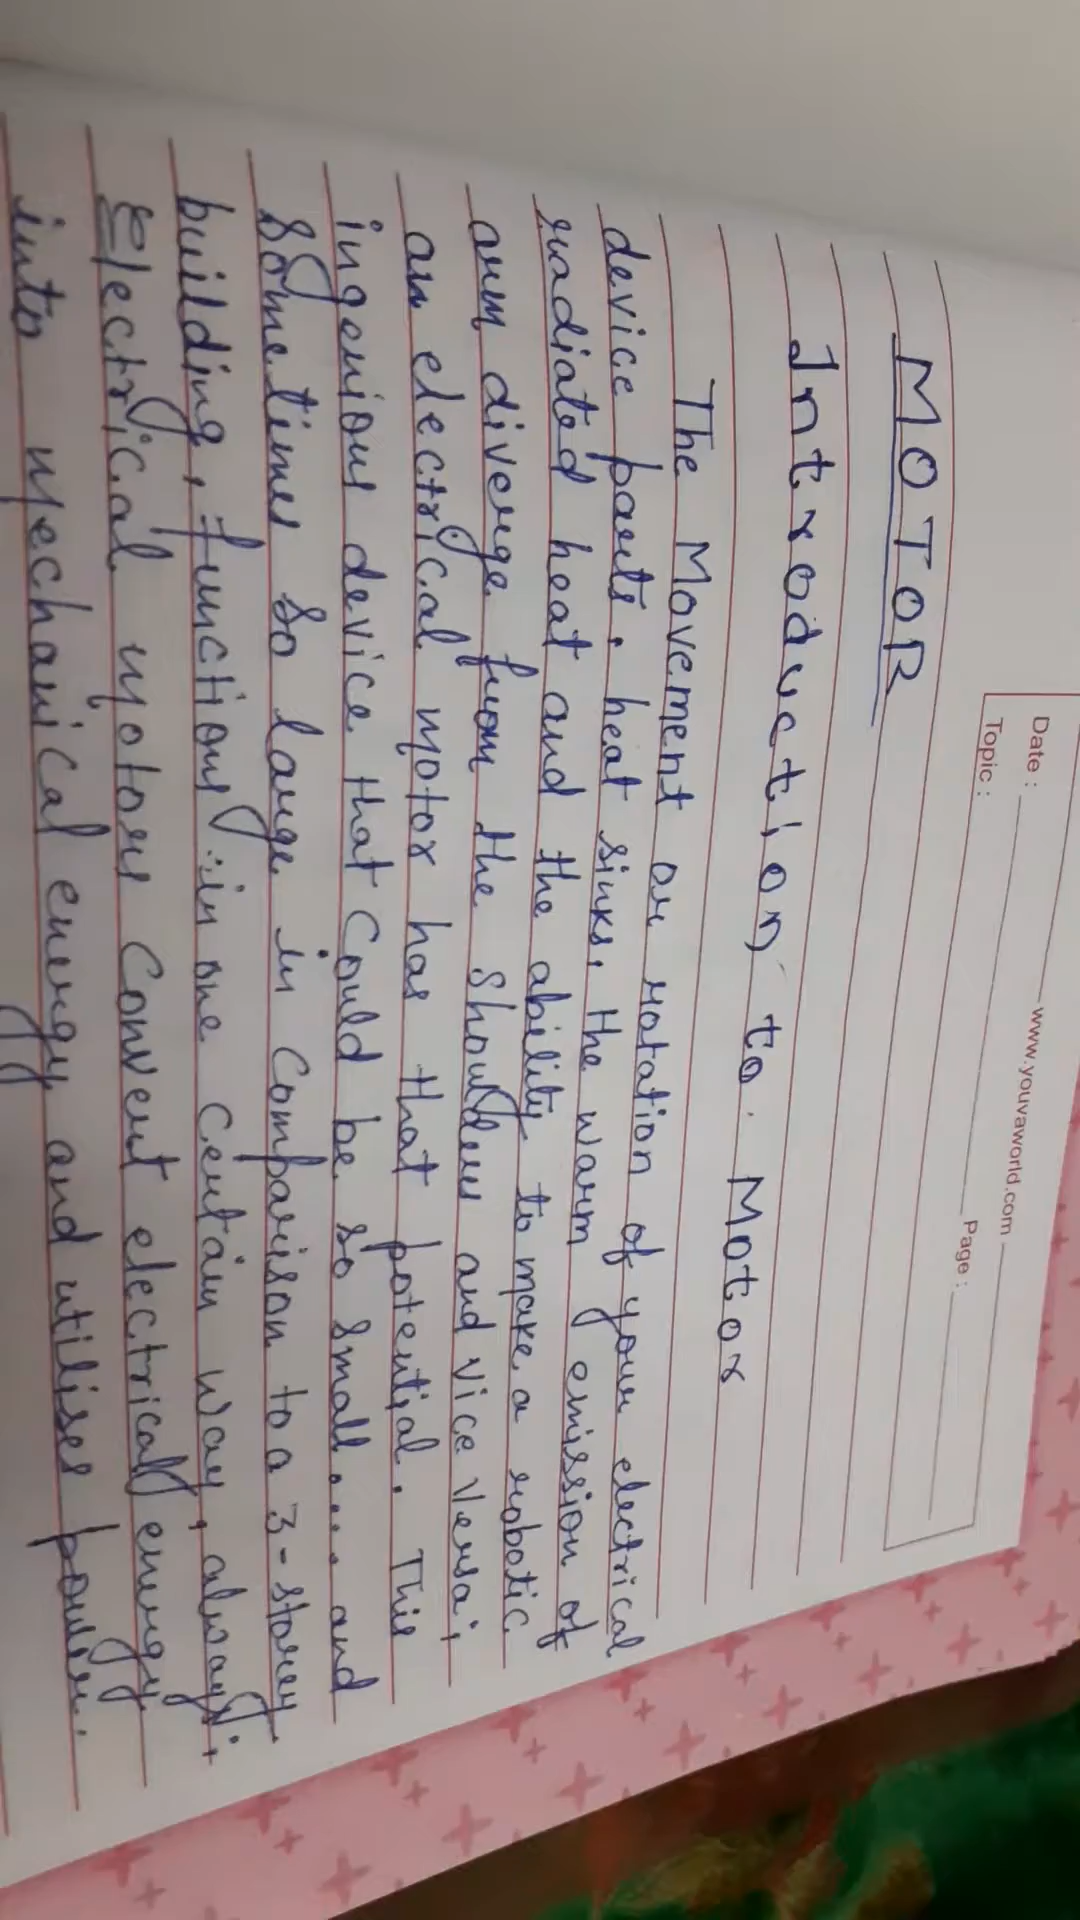 Date : www.youvaworld.com
Topic : Page :
MOTOR
Introduction to Motor
The Movement or rotation of your electrical
device parts, heat sinks, the warm emission of
radiated heat and the ability to make a robotic
arm diverge from the shoulder and vice versa;
an electrical motor has that potential. This
ingenious device that could be so small.... and
sometimes so large in comparison to a 3-storey
building, functions in one certain way, always:
Electrical motors convert electrical energy
into mechanical energy and utilises power.